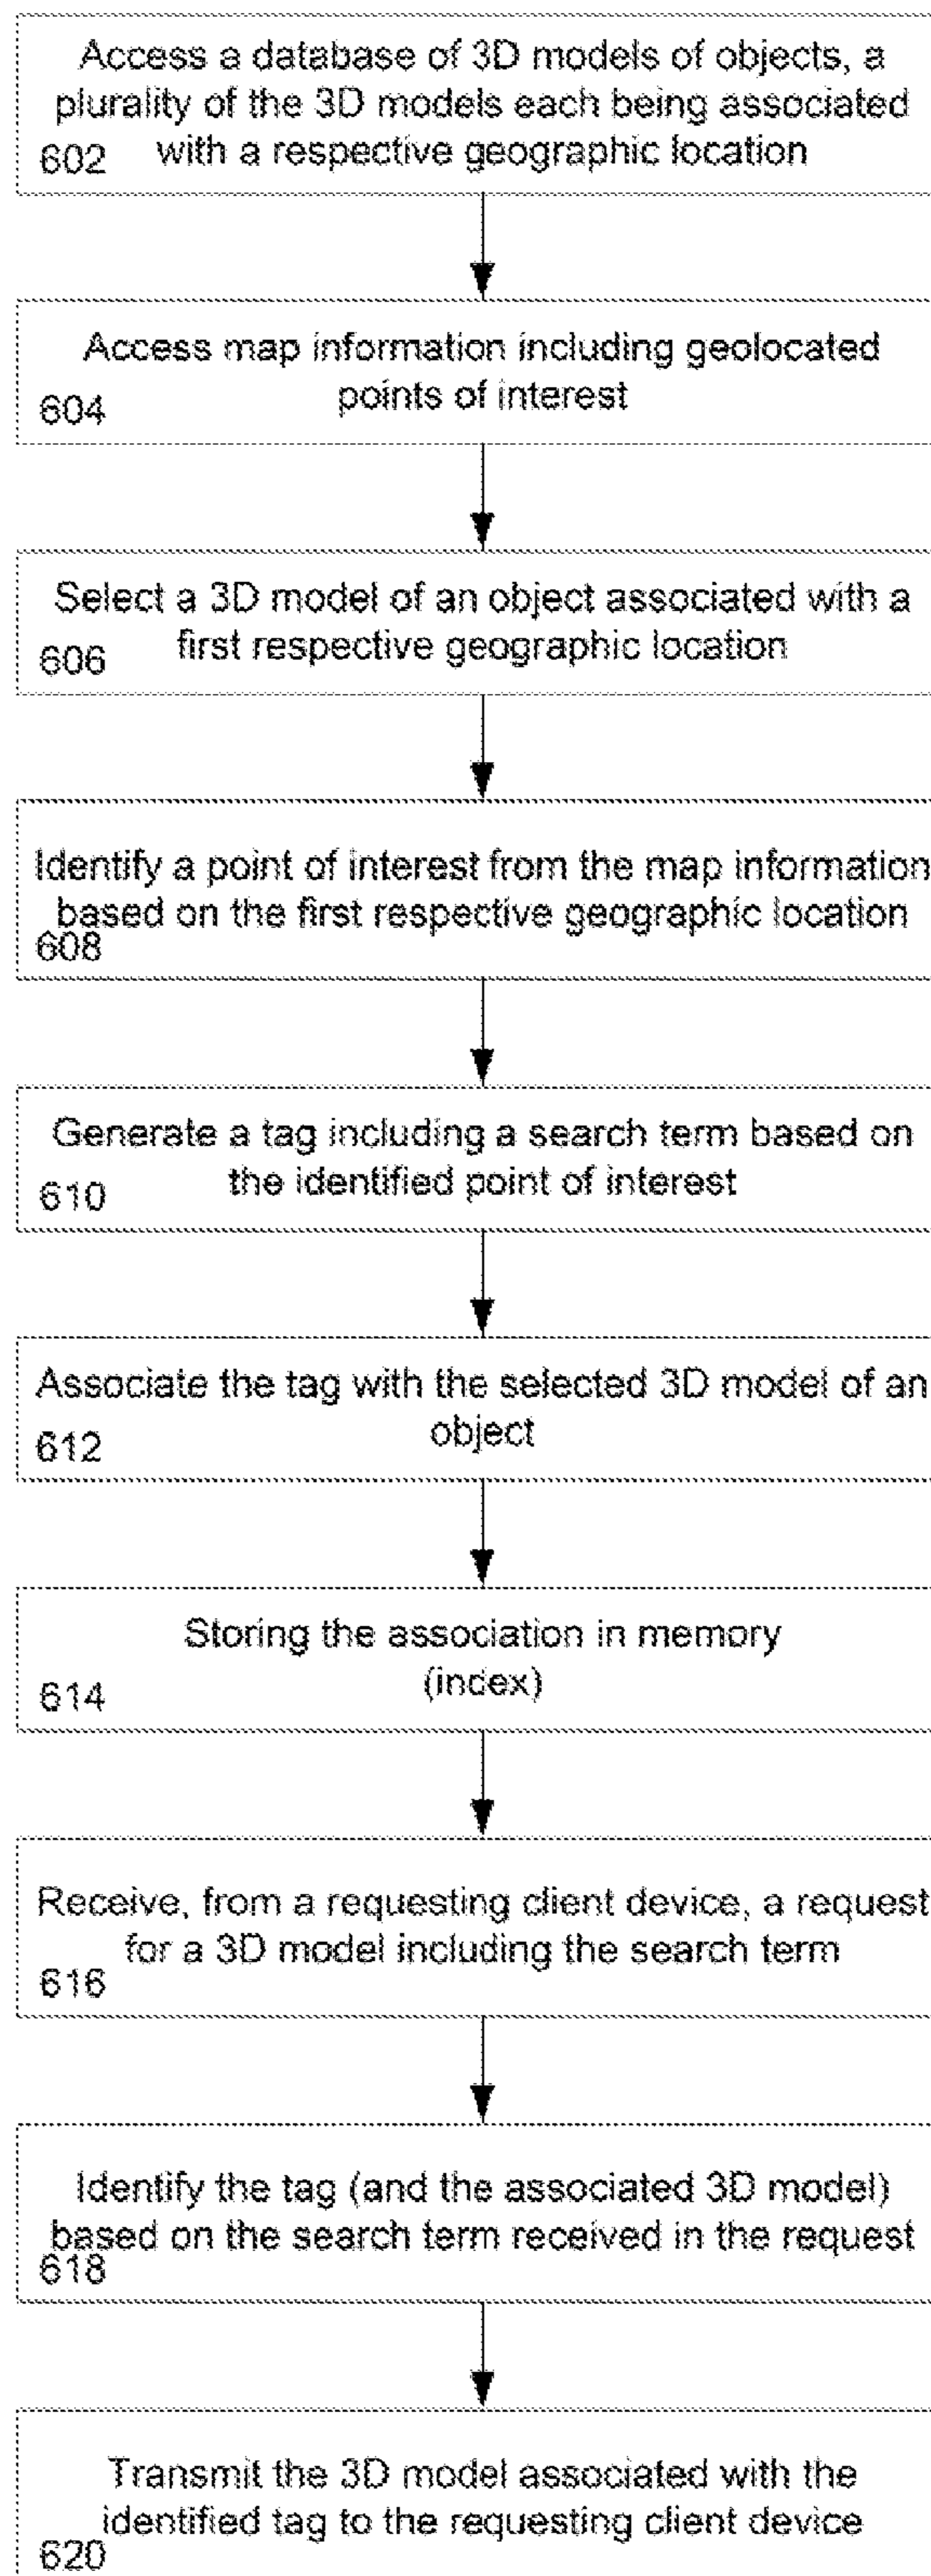 Access a database of 3D models of objects, a
plurality of the 3D models each being associated
with a respective geographic location
602
Access map information including geolocated
points of interest
604
Select a 3D model of an object associated with a
first respective geographic location
606
Identify a point of interest from the map information
based on the first respective geographic location
608
Generate a tag including a search term based on
the identified point of interest
610
Associate the tag with the selected 3D model of an
object
612
Storing the association in memory
(index)
614
Receive, from a requesting client device, a request
for a 3D model including the search term
616
Identify the tag (and the associated 3D model)
based on the search term received in the request
618
Transmit the 3D model associated with the
identified tag to the requesting client device
620